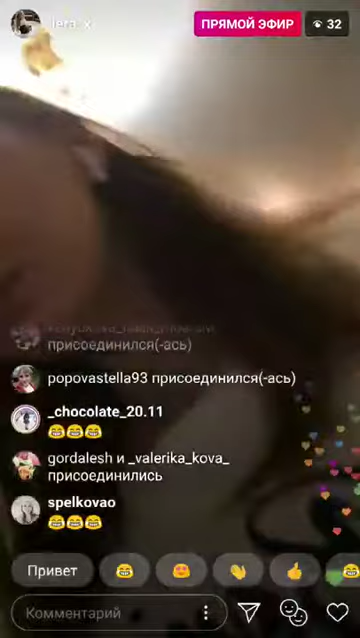 lera_x
ПРЯМОЙ ЭФИР
32
присоединился(-ась)
popovastella93 присоединился(-ась)
_chocolate_20.11
😂😂😂
gordalesh и _valerika_kova_
присоединились
spelkovao
😂😂😂
Привет 😂 😍 👋 👍 😂
Комментарий